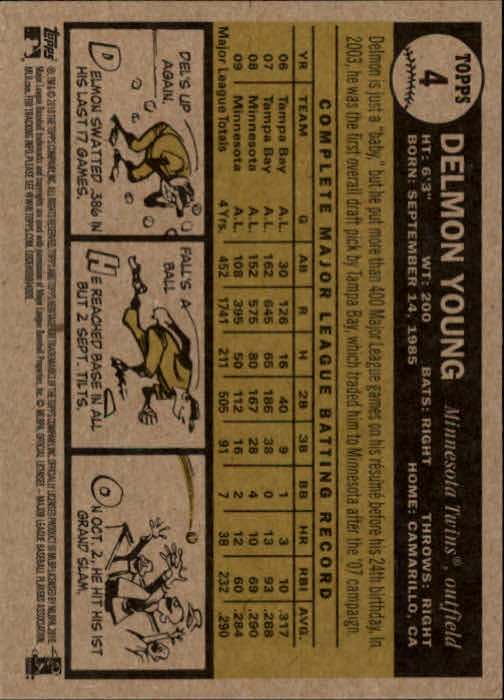 TOPPS
4
DELMON YOUNG Minnesota Twins®, outfield
HT: 6'3" WT: 200 BATS: RIGHT THROWS: RIGHT
BORN: SEPTEMBER 14, 1985 HOME: CAMARILLO, CA
Delmon is just a "baby," but he put more than 400 Major League games on his résumé before his 24th birthday. In
2003, he was the first overall draft pick by Tampa Bay, which traded him to Minnesota after the '07 campaign.
COMPLETE MAJOR LEAGUE BATTING RECORD
YR TEAM G AB R H 2B 3B BB HR RBI AVG.
06 Tampa Bay A.L. 30 126 16 40 9 1 3 10 .317
07 Tampa Bay A.L. 162 645 65 186 38 0 13 93 .288
08 Minnesota A.L. 152 575 80 167 28 4 10 69 .290
09 Minnesota A.L. 108 395 50 112 16 2 12 60 .284
Major League Totals 4 Yrs. 452 1741 211 505 91 7 38 232 .290
DEL'S UP
AGAIN.
DELMON SWATTED .386 IN
HIS LAST 17 GAMES.
FALL'S A
BALL
HE REACHED BASE IN ALL
BUT 2 SEPT. TILTS.
ON OCT. 2, HE HIT HIS 1ST
GRAND SLAM.
TOPPS